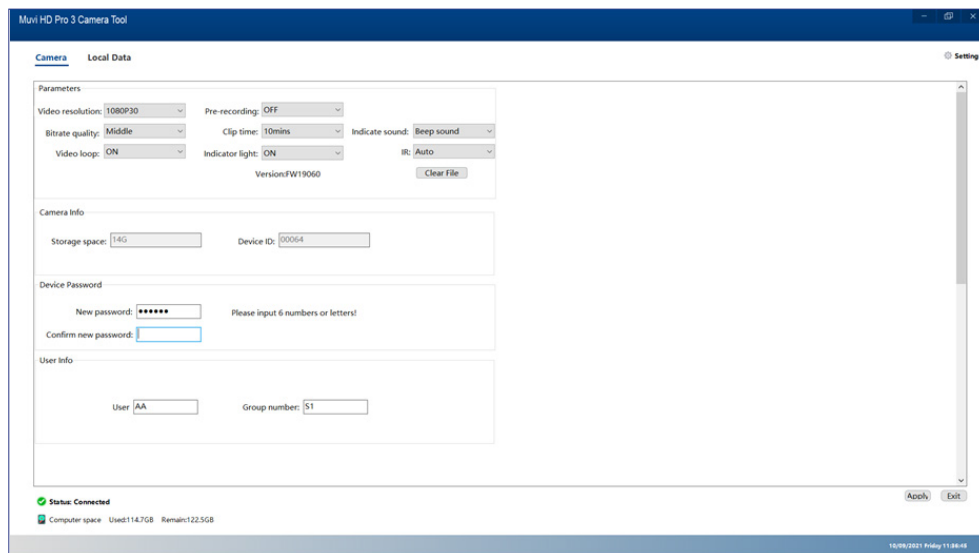 Muvi HD Pro 3 Camera Tool
Camera Local Data Setting
Parameters
Video resolution: 1080P30 Pre-recording: OFF
Bitrate quality: Middle Clip time: 10mins Indicate sound: Beep sound
Video loop: ON Indicator light: ON IR: Auto
Version:FW19060 Clear File
Camera Info
Storage space: 14G Device ID: 00064
Device Password
New password: •••••• Please input 6 numbers or letters!
Confirm new password:
User Info
User AA Group number: S1
Apply Exit
Status: Connected
Computer space Used:114.7GB Remain:122.5GB
10/09/2021 Friday 11:06:48